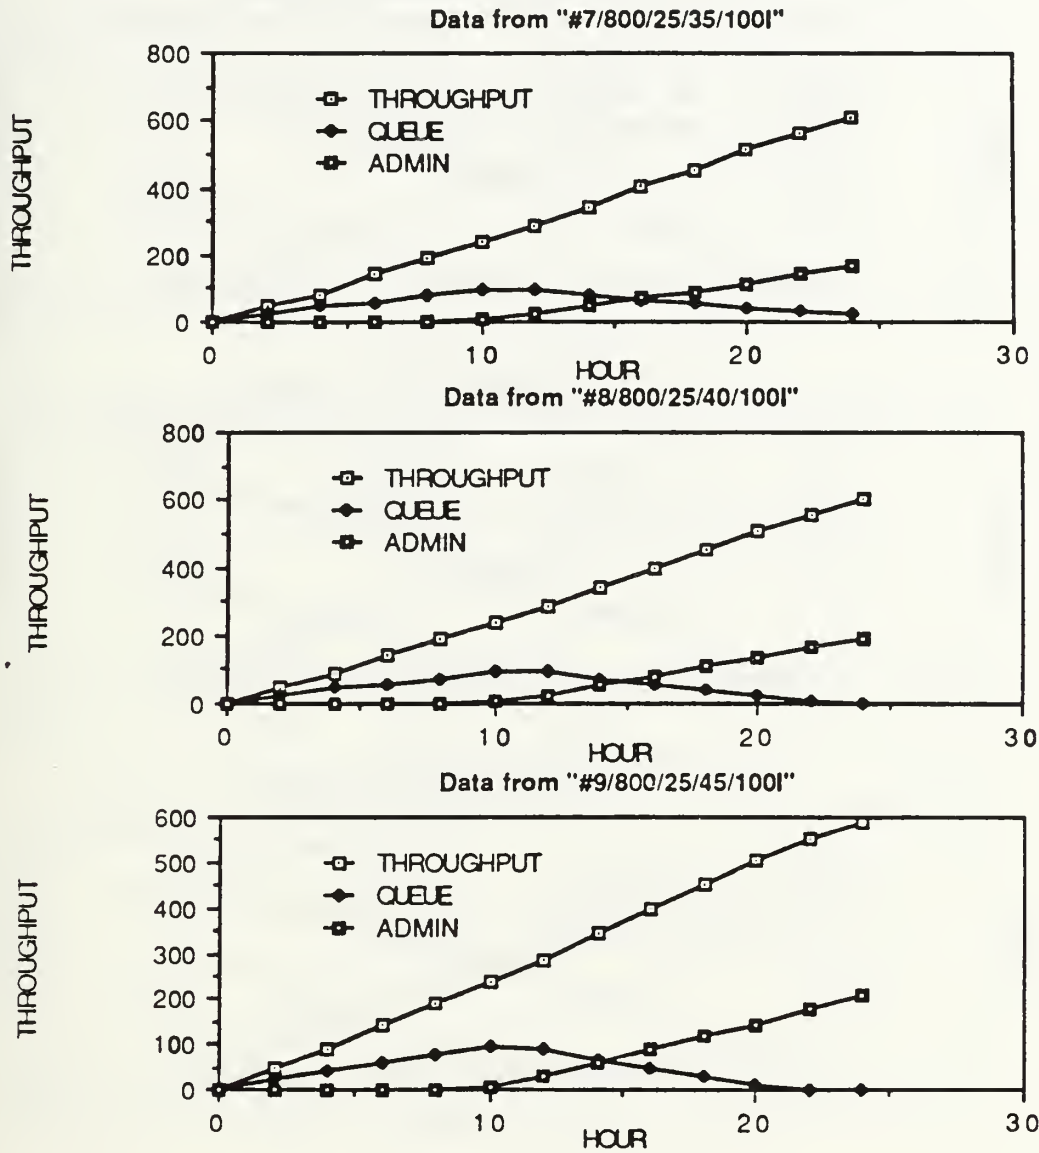 Data from "#7/800/25/35/100I"
800
THROUGHPUT
QUEUE
ADMIN
600
400
200
0
THROUGHPUT
0
10
20
30
HOUR
Data from "#8/800/25/40/100I"
800
THROUGHPUT
QUEUE
ADMIN
600
400
200
0
THROUGHPUT
0
10
20
30
HOUR
Data from "#9/800/25/45/100I"
600
THROUGHPUT
QUEUE
ADMIN
500
400
300
200
100
0
THROUGHPUT
0
10
20
30
HOUR